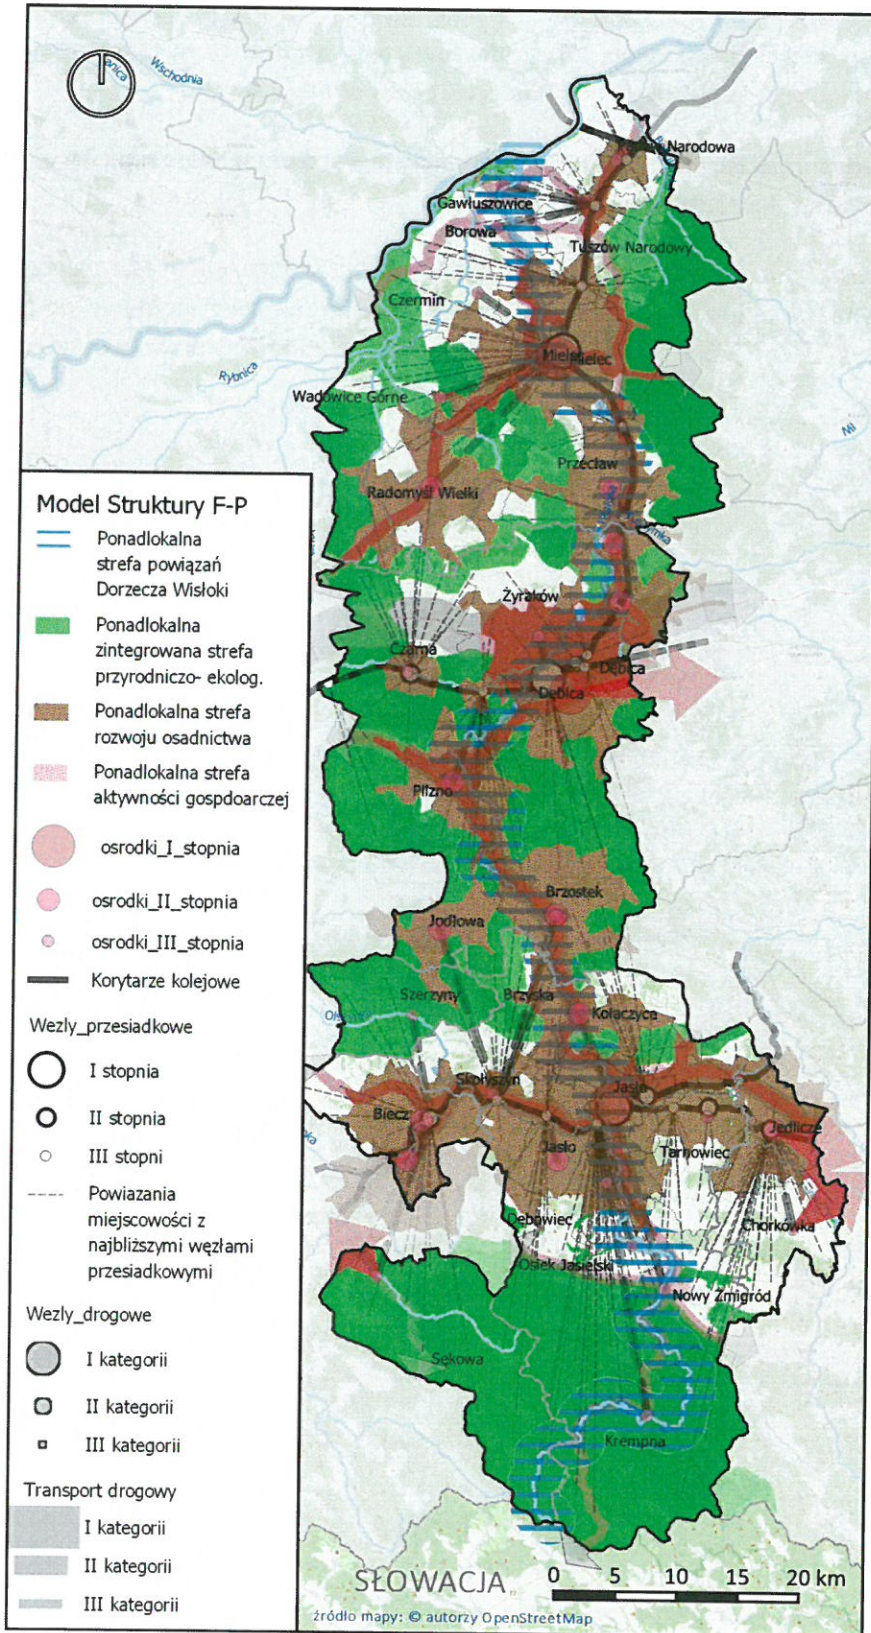 Wschodnia
Narodowa
Gawłuszowice
Borowa
Tuszów Narodowy
Czermin
Rybnica
Mielec
Mielec
Wadowice Górne
Mi
Przecław
Radomyśl Wielki
Żyraków
Czarna
Dębica
Dębica
Pilzno
Brzostek
Jodłowa
Szerzyny
Brzyska
Kołaczyce
Skołyszyn
Jasło
Biecz
Jedlicze
Jasło
Tarnowiec
Dębowiec
Chorkówka
Osiek Jasielski
Nowy Żmigród
Sękowa
Krempna
Model Struktury F-P
Ponadlokalna
strefa powiązań
Dorzecza Wisłoki
Ponadlokalna
zintegrowana strefa
przyrodniczo- ekolog.
Ponadlokalna strefa
rozwoju osadnictwa
Ponadlokalna strefa
aktywności gospdoarczej
osrodki_I_stopnia
osrodki_II_stopnia
osrodki_III_stopnia
Korytarze kolejowe
Wezly_przesiadkowe
I stopnia
II stopnia
III stopni
Powiazania
miejscowości z
najbliższymi węzłami
przesiadkowymi
Wezly_drogowe
I kategorii
II kategorii
III kategorii
Transport drogowy
I kategorii
II kategorii
III kategorii
SŁOWACJA
0 5 10 15 20 km
źródło mapy: © autorzy OpenStreetMap